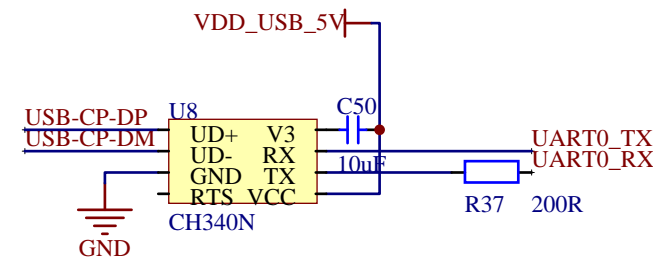 VDD_USB_5V
C50
USB-CP-DP
U8
USB-CP-DM
UD+ V3
UART0_TX
UD- RX
10uF
UART0_RX
GND TX
RTS VCC
R37 200R
CH340N
GND